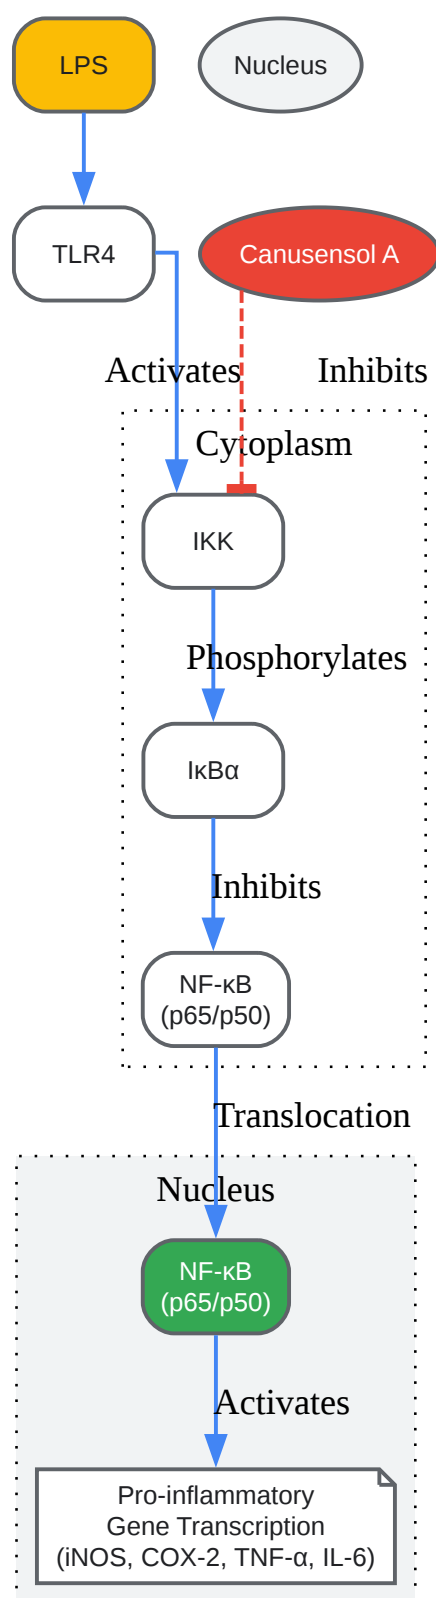 LPS
Nucleus
TLR4
Canusensol A
Activates
Inhibits
Cytoplasm
IKK
Phosphorylates
IκBα
Inhibits
NF-κB
(p65/p50)
Translocation
Nucleus
NF-κB
(p65/p50)
Activates
Pro-inflammatory
Gene Transcription
(iNOS, COX-2, TNF-α, IL-6)